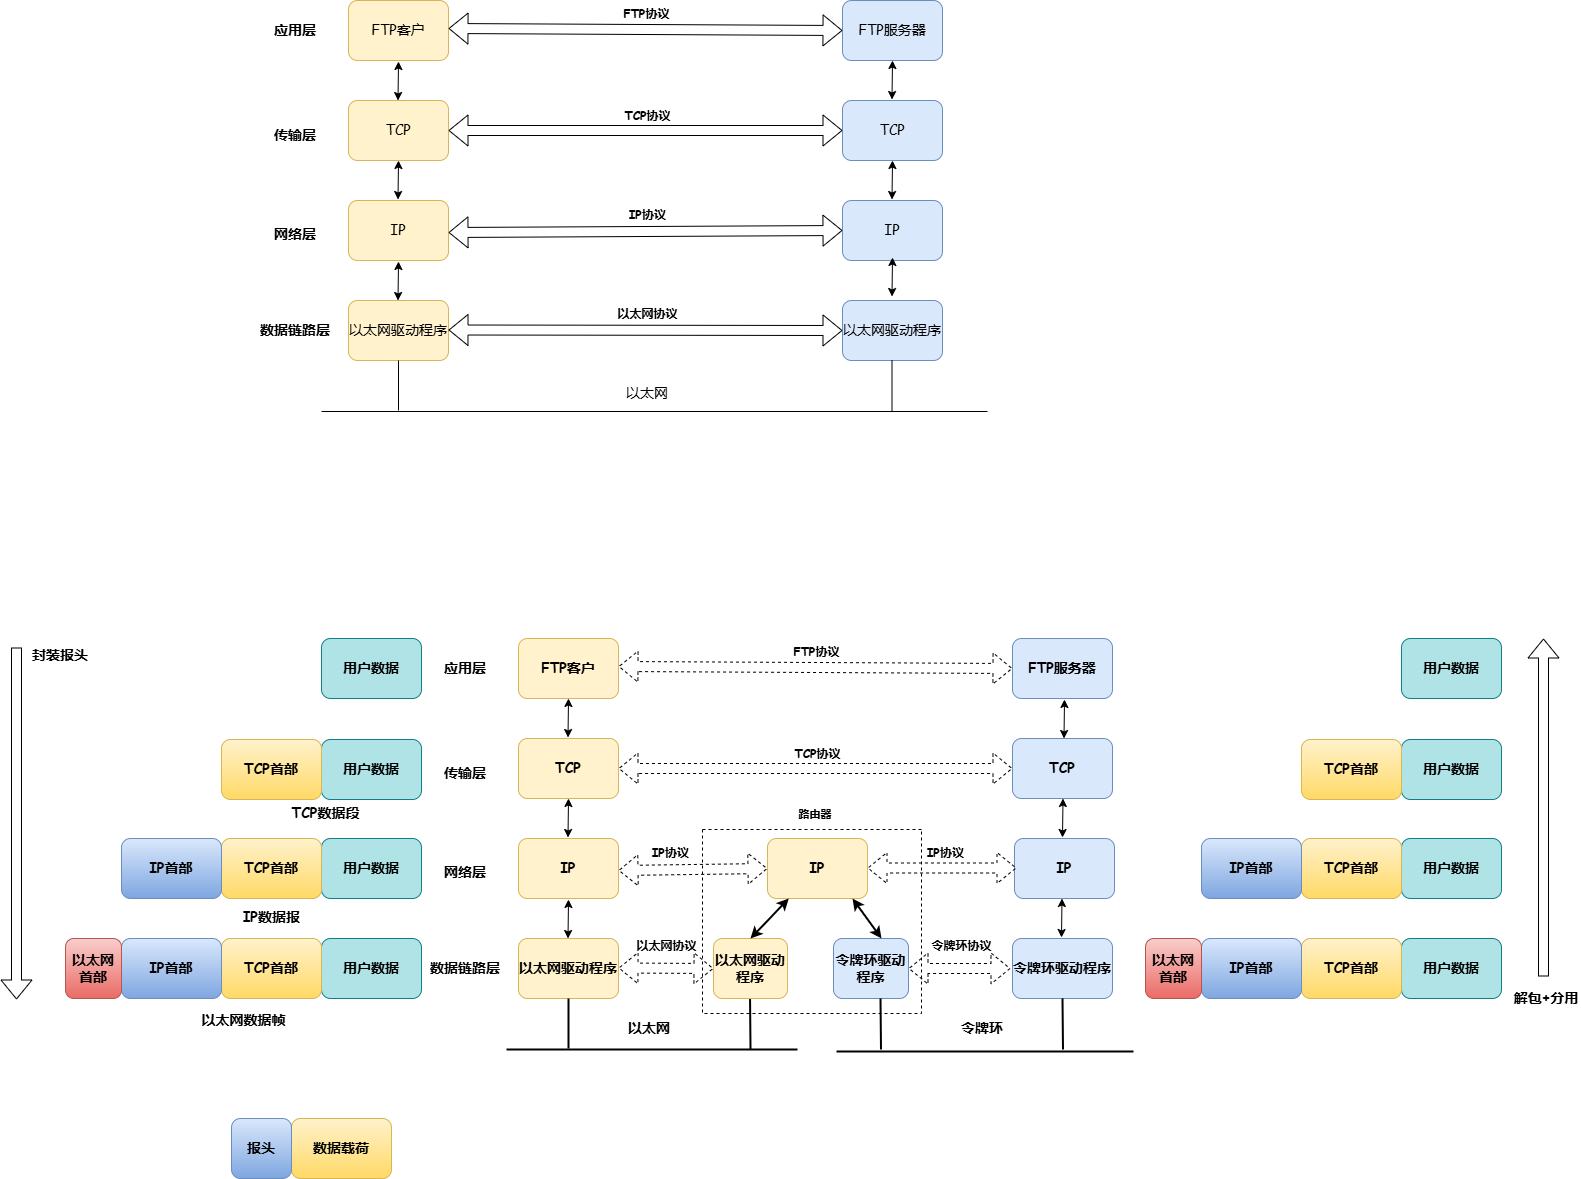 FTP协议
应用层
FTP客户
FTP服务器
TCP协议
传输层
TCP
TCP
IP协议
网络层
IP
IP
以太网协议
数据链路层
以太网驱动程序
以太网驱动程序
以太网
封装报头
用户数据
应用层
FTP客户
FTP协议
FTP服务器
用户数据
TCP首部
用户数据
传输层
TCP
TCP协议
TCP
TCP首部
用户数据
TCP数据段
路由器
IP首部
TCP首部
用户数据
网络层
IP
IP协议
IP
IP协议
IP
IP首部
TCP首部
用户数据
IP数据报
以太网
首部
IP首部
TCP首部
用户数据
数据链路层
以太网驱动程序
以太网协议
以太网驱动
程序
令牌环驱动
程序
令牌环协议
令牌环驱动程序
以太网
首部
IP首部
TCP首部
用户数据
解包+分用
以太网数据帧
以太网
令牌环
报头
数据载荷